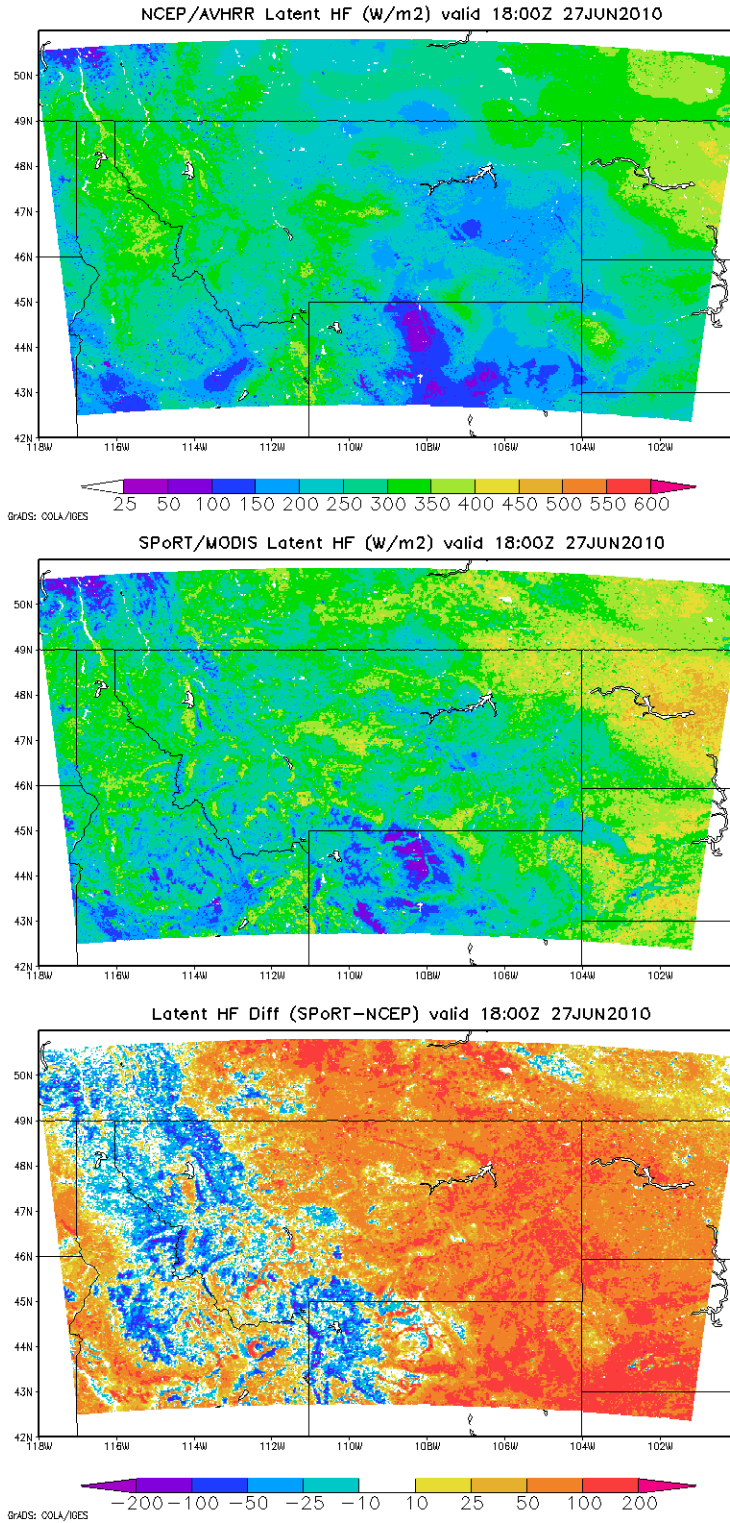 NCEP/AVHRR Latent HF (W/m2) valid 18:00Z 27JUN2010
50N
49N
48N
47N
46N
45N
44N
43N
42N
118W 116W 114W 112W 110W 108W 106W 104W 102W
25 50 100 150 200 250 300 350 400 450 500 550 600
GrADS: COLA/IGES
SPoRT/MODIS Latent HF (W/m2) valid 18:00Z 27JUN2010
50N
49N
48N
47N
46N
45N
44N
43N
42N
118W 116W 114W 112W 110W 108W 106W 104W 102W
Latent HF Diff (SPoRT-NCEP) valid 18:00Z 27JUN2010
50N
49N
48N
47N
46N
45N
44N
43N
42N
118W 116W 114W 112W 110W 108W 106W 104W 102W
-200 -100 -50 -25 -10 10 25 50 100 200
GrADS: COLA/IGES